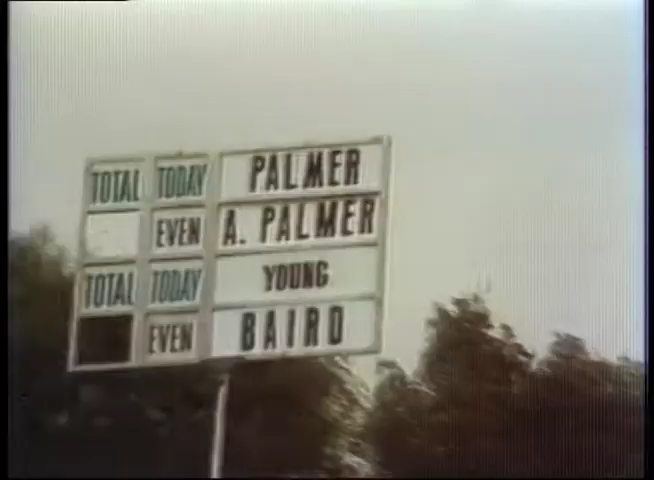 TOTAL TODAY PALMER
EVEN A. PALMER
TOTAL TODAY YOUNG
EVEN BAIRD